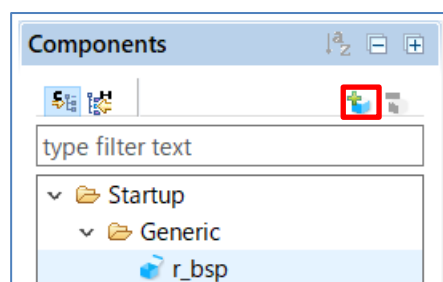 Components
type filter text
Startup
Generic
r_bsp